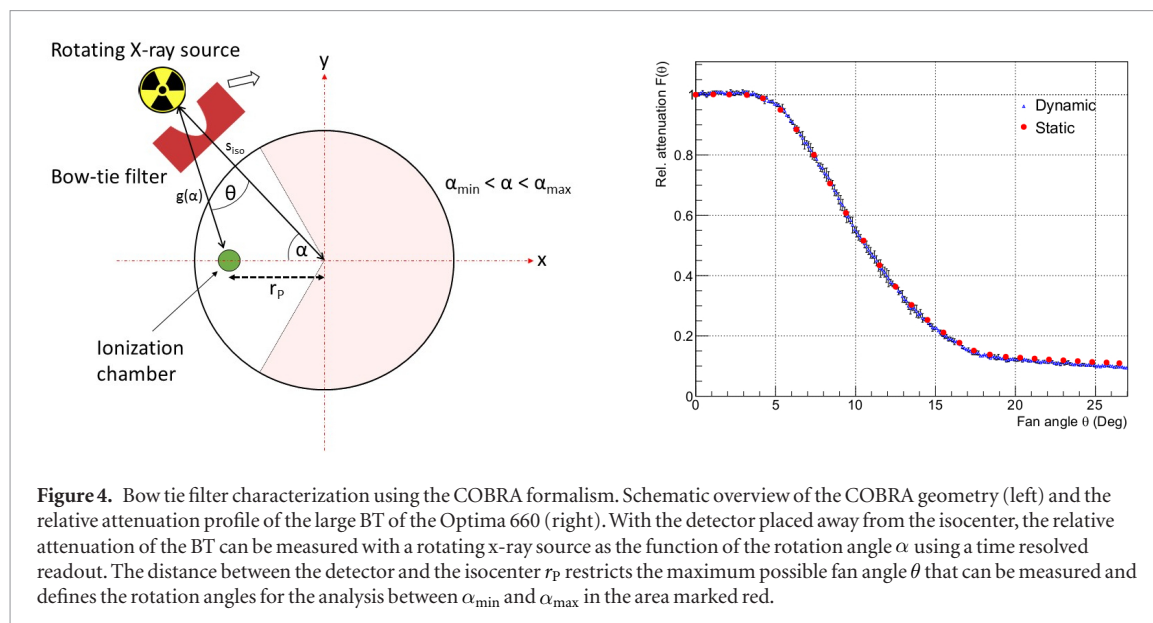 Rotating X-ray source
y
Bow-tie filter
s_iso
g(α)
θ
α_min < α < α_max
α
x
r_P
Ionization
chamber
Rel. attenuation F(θ)
1
0.8
0.6
0.4
0.2
0 5 10 15 20 25
Fan angle θ (Deg)
Dynamic
Static
Figure 4. Bow tie filter characterization using the COBRA formalism. Schematic overview of the COBRA geometry (left) and the
relative attenuation profile of the large BT of the Optima 660 (right). With the detector placed away from the isocenter, the relative
attenuation of the BT can be measured with a rotating x-ray source as the function of the rotation angle α using a time resolved
readout. The distance between the detector and the isocenter r_P restricts the maximum possible fan angle θ that can be measured and
defines the rotation angles for the analysis between α_min and α_max in the area marked red.